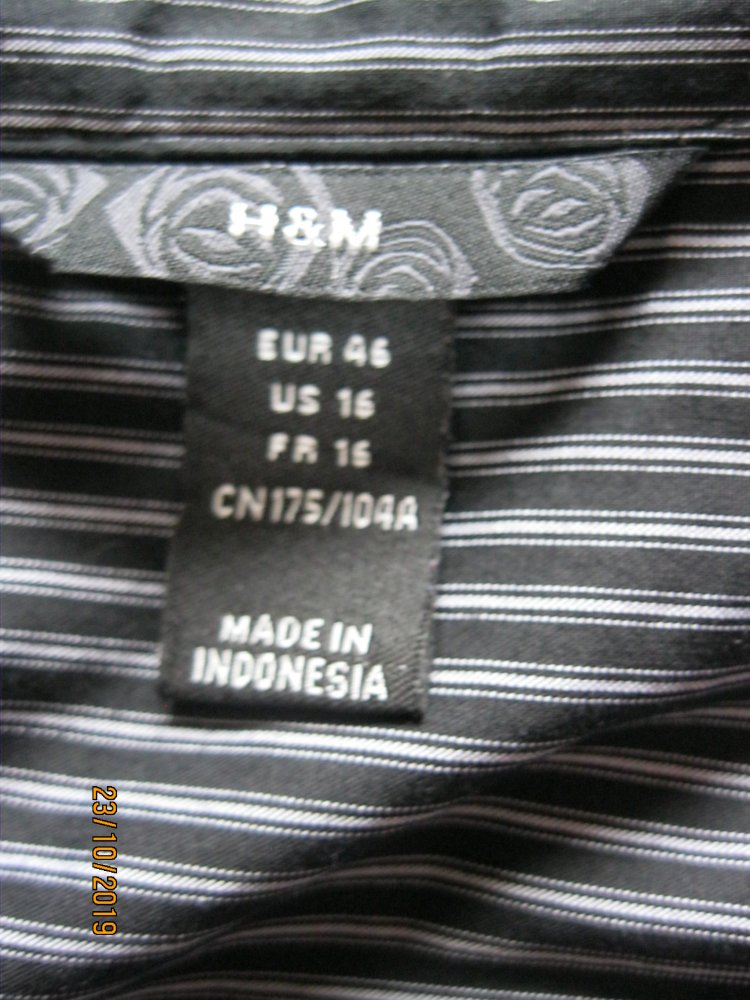 H&M
EUR 46
US 16
FR 16
CN175/104A
MADE IN
INDONESIA
23/10/2019